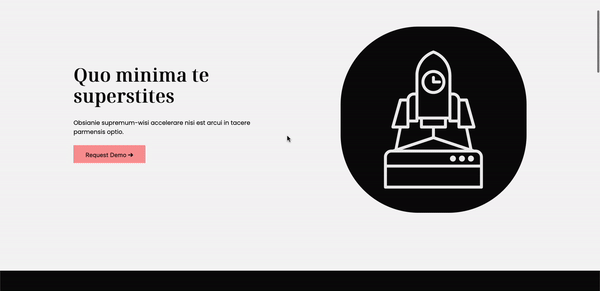 Quo minima te
superstites
Obsianie supremum-wisi accelerare nisi est arcui in tacere
parmensis optio.
Request Demo →